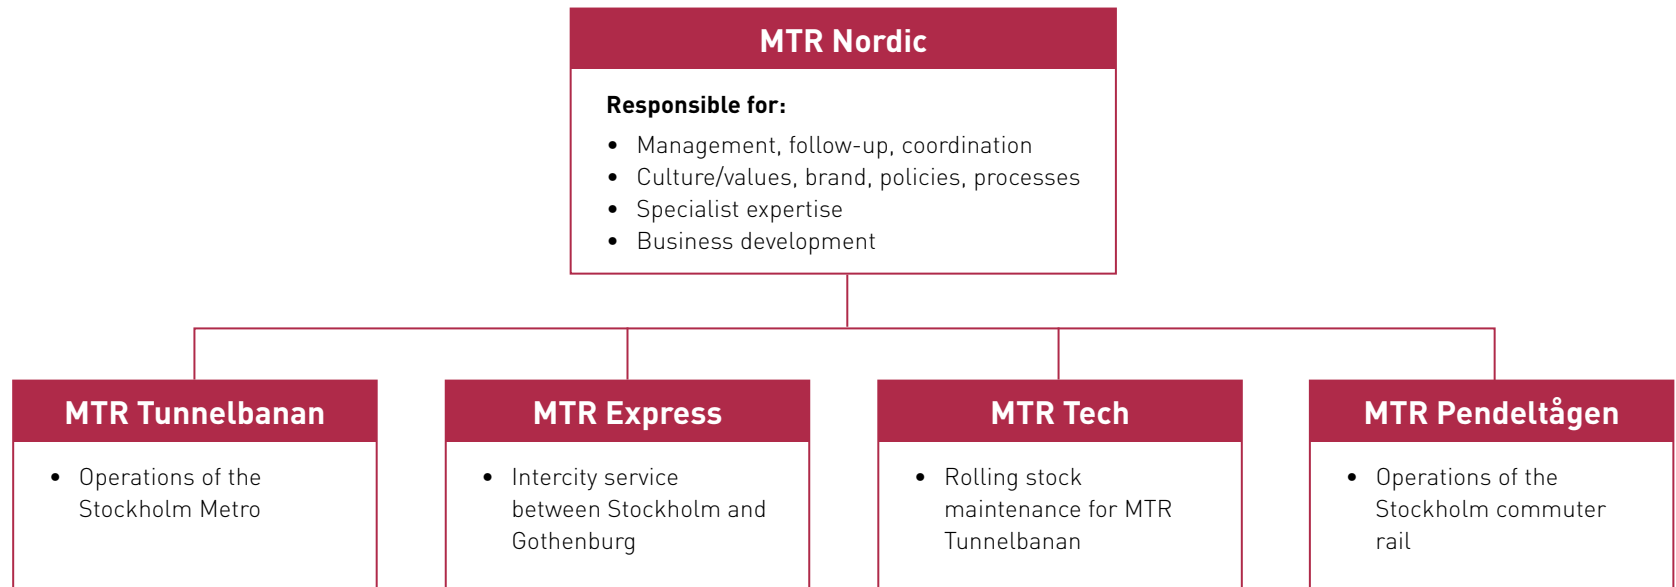 MTR Nordic
Responsible for:
• Management, follow-up, coordination
• Culture/values, brand, policies, processes
• Specialist expertise
• Business development
MTR Tunnelbanan
• Operations of the
Stockholm Metro
MTR Express
• Intercity service
between Stockholm and
Gothenburg
MTR Tech
• Rolling stock
maintenance for MTR
Tunnelbanan
MTR Pendeltågen
• Operations of the
Stockholm commuter
rail